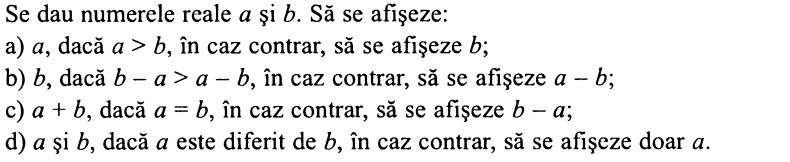 Se dau numerele reale a şi b. Să se afişeze:
a) a, dacă a > b, în caz contrar, să se afişeze b;
b) b, dacă b – a > a – b, în caz contrar, să se afişeze a – b;
c) a + b, dacă a = b, în caz contrar, să se afişeze b – a;
d) a şi b, dacă a este diferit de b, în caz contrar, să se afişeze doar a.